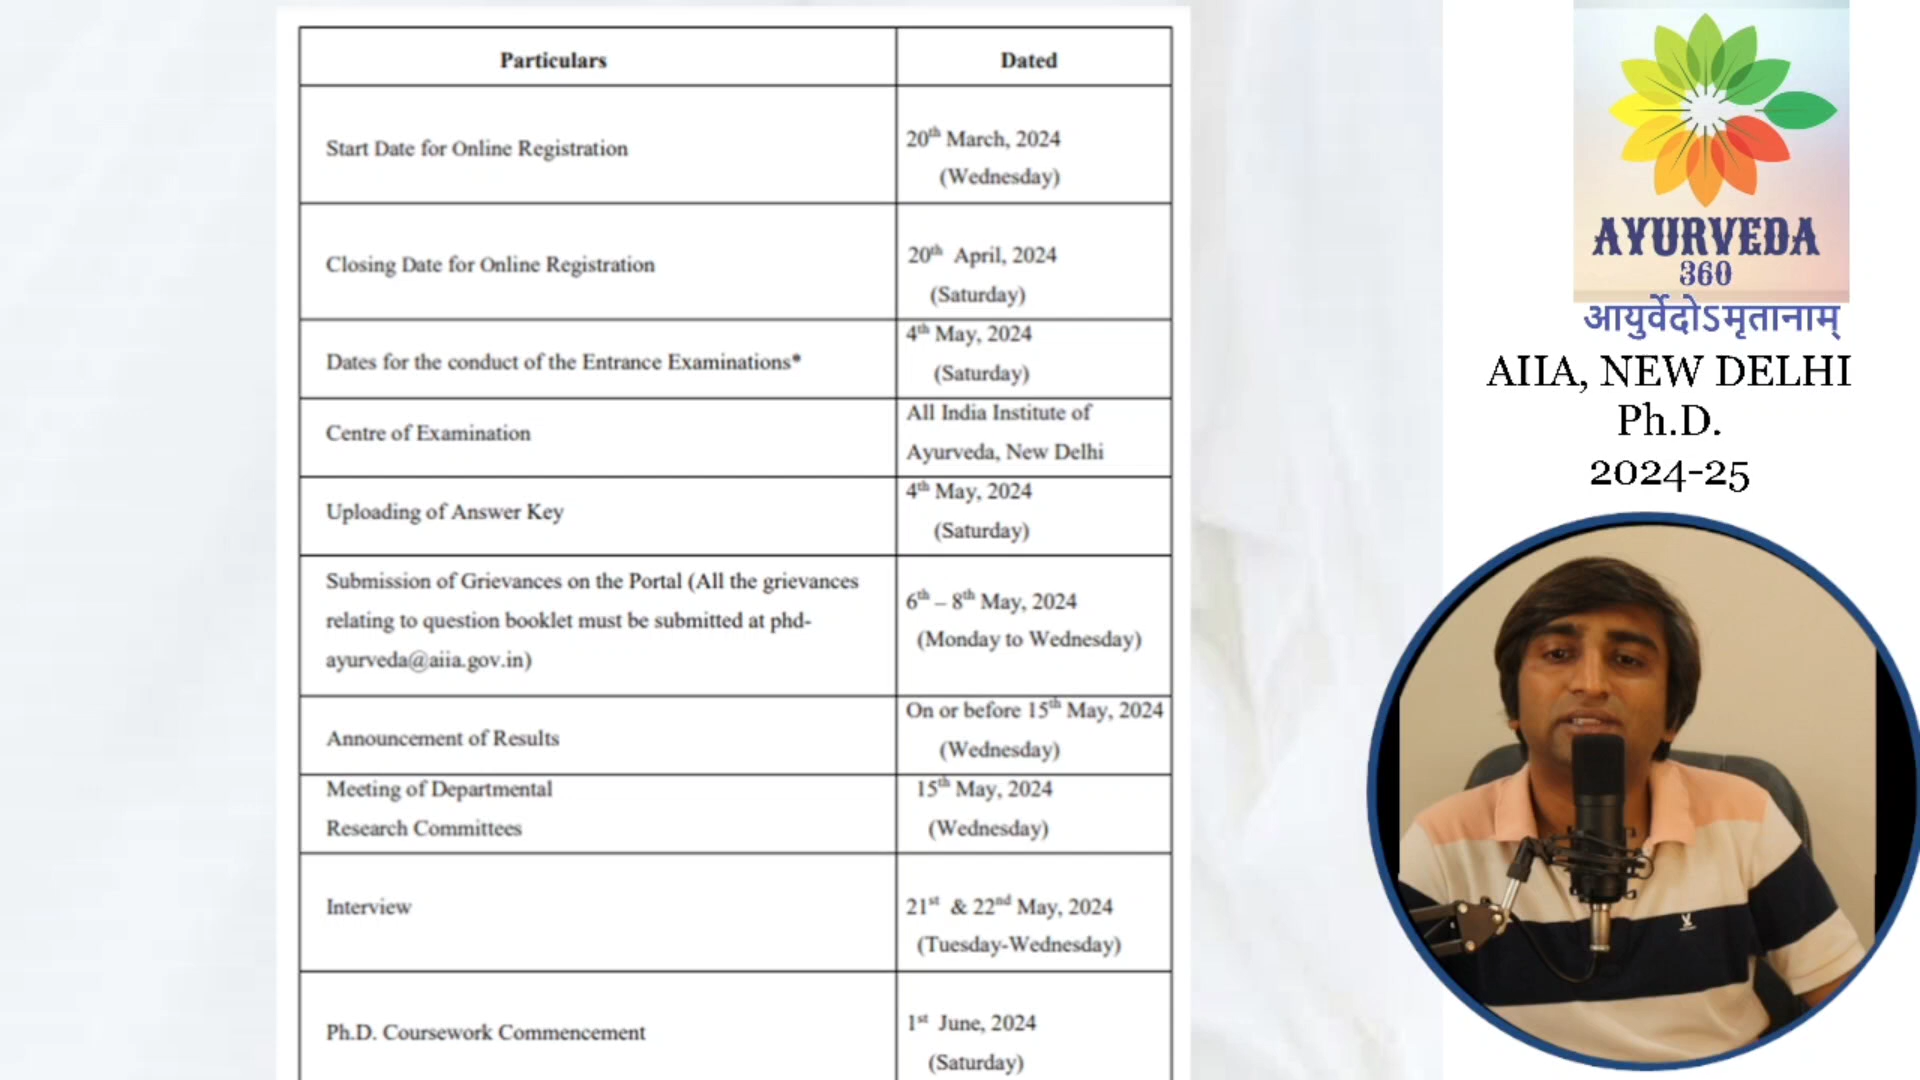 Particulars Dated
Start Date for Online Registration
20th March, 2024
(Wednesday)
Closing Date for Online Registration
20th April, 2024
(Saturday)
Dates for the conduct of the Entrance Examinations*
4th May, 2024
(Saturday)
Centre of Examination
All India Institute of
Ayurveda, New Delhi
Uploading of Answer Key
4th May, 2024
(Saturday)
Submission of Grievances on the Portal (All the grievances
relating to question booklet must be submitted at phd-
ayurveda@aiia.gov.in)
6th – 8th May, 2024
(Monday to Wednesday)
Announcement of Results
On or before 15th May, 2024
(Wednesday)
Meeting of Departmental
Research Committees
15th May, 2024
(Wednesday)
Interview
21st & 22nd May, 2024
(Tuesday-Wednesday)
Ph.D. Coursework Commencement
1st June, 2024
(Saturday)
AYURVEDA
360
आयुर्वेदोऽमृतानाम्
AIIA, NEW DELHI
Ph.D.
2024-25